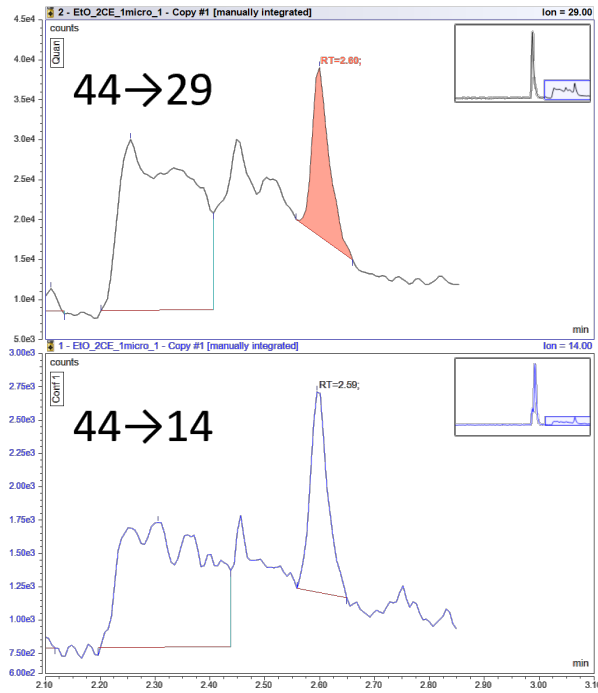 2 - EtO_2CE_1micro_1 - Copy #1 [manually integrated] Ion = 29.00
4.5e4
counts
Quan
RT=2.60;
44→29
4.0e4
3.5e4
3.0e4
2.5e4
2.0e4
1.5e4
1.0e4
5.0e3
min
1 - EtO_2CE_1micro_1 - Copy #1 [manually integrated] Ion = 14.00
3.00e3
counts
Conf 1
RT=2.59;
44→14
2.75e3
2.50e3
2.25e3
2.00e3
1.75e3
1.50e3
1.25e3
1.00e3
7.50e2
6.00e2
min
2.10 2.20 2.30 2.40 2.50 2.60 2.70 2.80 2.90 3.00 3.10